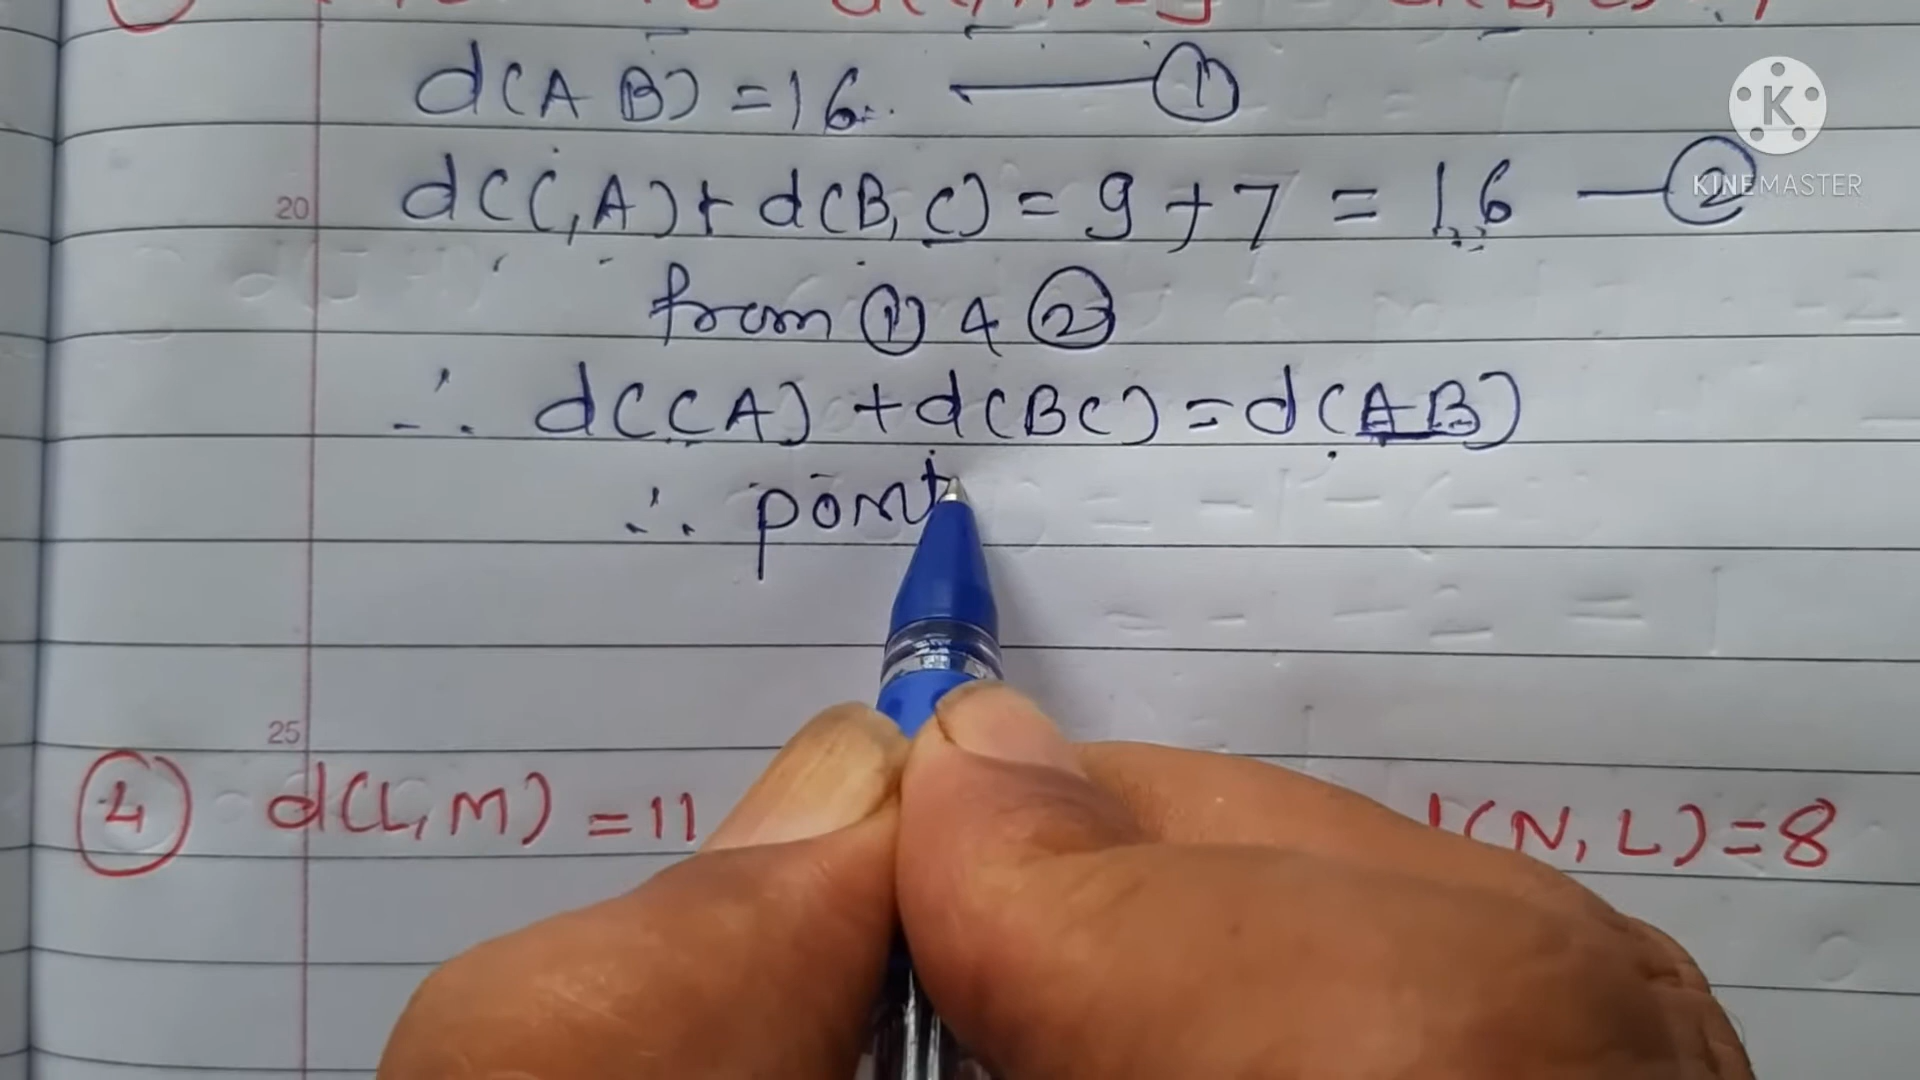 d(A B) = 16 — ①
K
KINEMASTER
20
d(C, A) + d(B, C) = 9 + 7 = 16 — ②
from ① & ②
∴ d(CA) + d(BC) = d(AB)
∴ point
25
④ d(L, M) = 11 (N, L) = 8